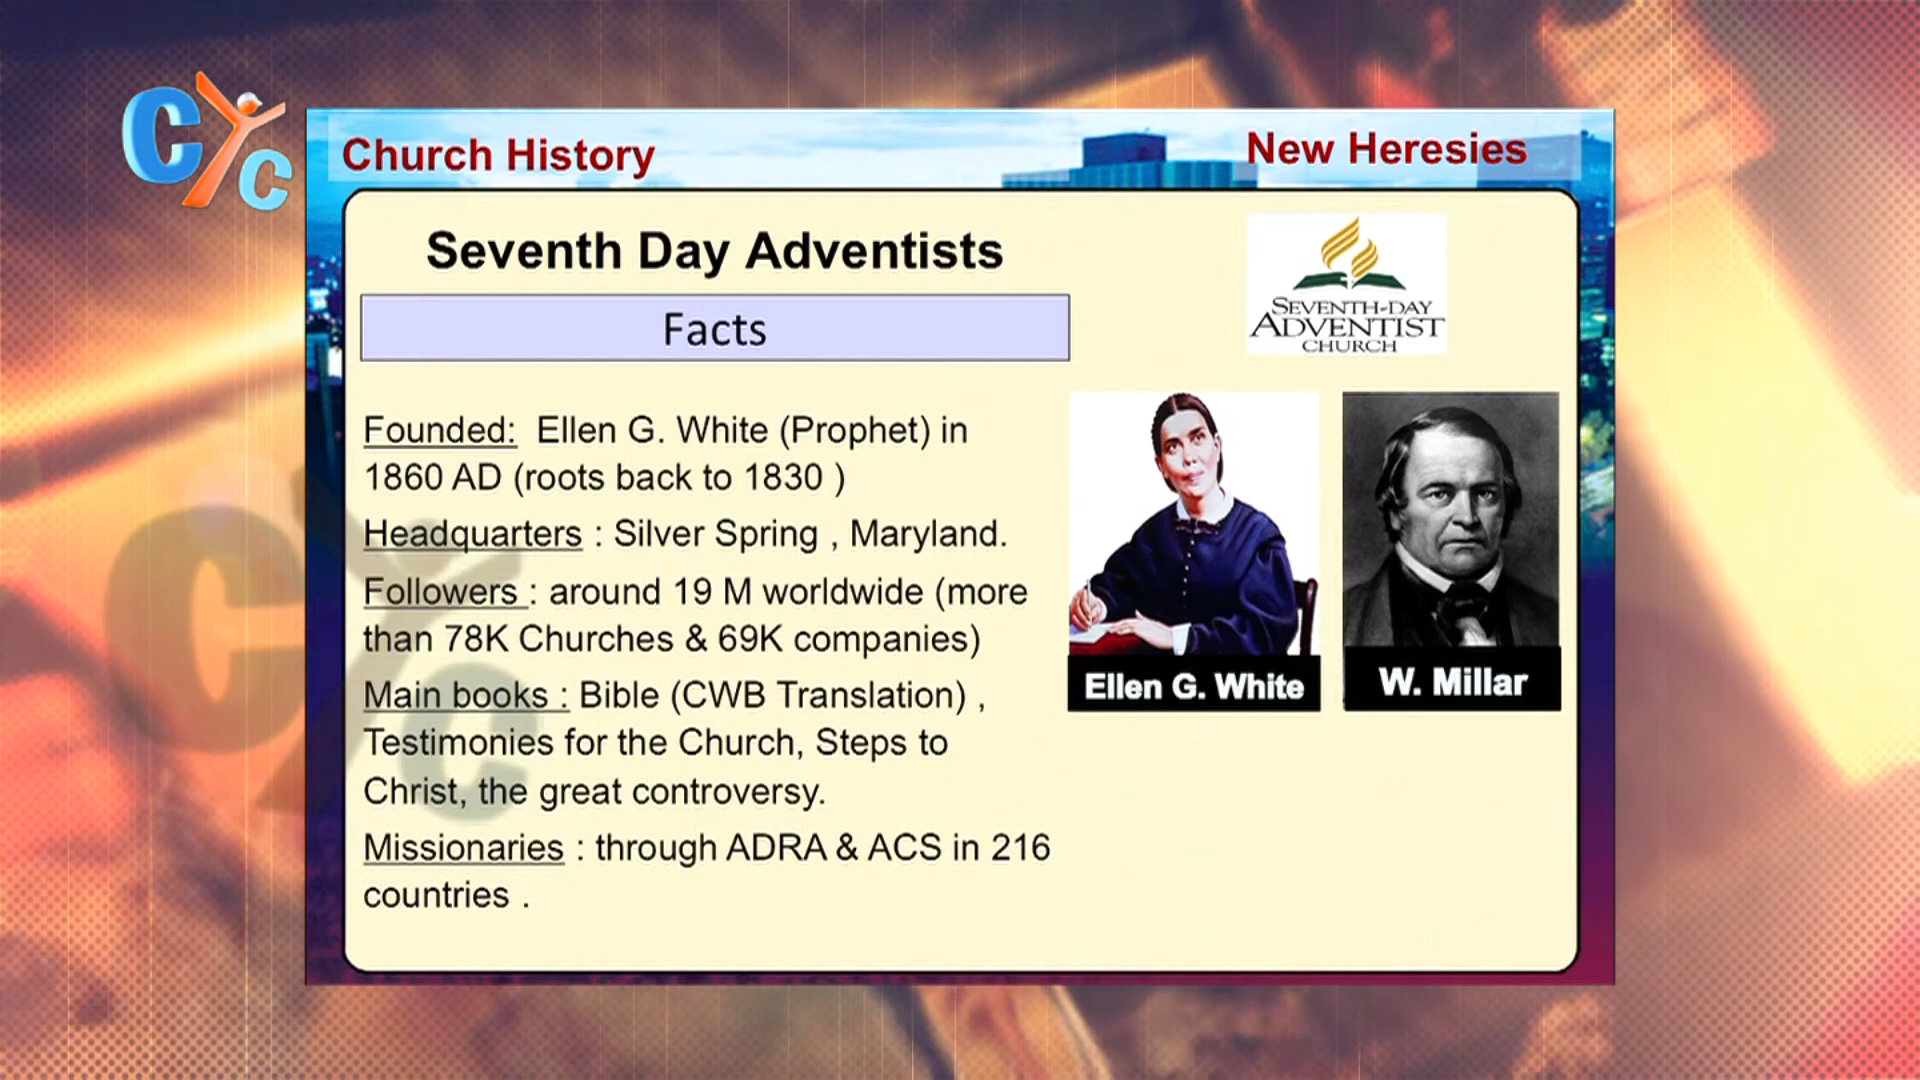 CYC
Church History
New Heresies
Seventh Day Adventists
SEVENTH-DAY
ADVENTIST
CHURCH
Facts
Founded:  Ellen G. White (Prophet) in
1860 AD (roots back to 1830 )
Headquarters : Silver Spring , Maryland.
Followers : around 19 M worldwide (more
than 78K Churches & 69K companies)
Main books : Bible (CWB Translation) ,
Testimonies for the Church, Steps to
Christ, the great controversy.
Missionaries : through ADRA & ACS in 216
countries .
Ellen G. White
W. Millar
CYC